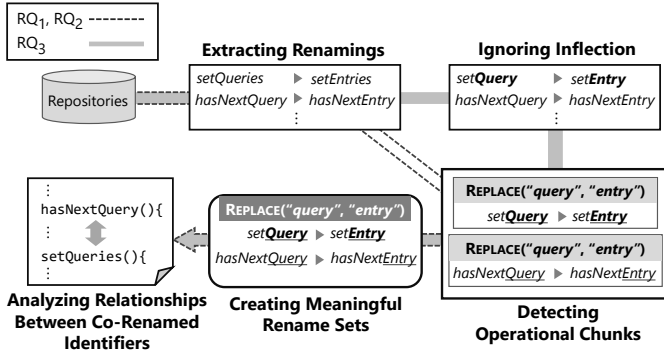 RQ1, RQ2
RQ3
Repositories
Extracting Renamings
setQueries ▶ setEntries
hasNextQuery ▶ hasNextEntry
⋮
Ignoring Inflection
setQuery ▶ setEntry
hasNextQuery ▶ hasNextEntry
⋮
REPLACE(“query”, “entry”)
setQuery ▶ setEntry
REPLACE(“query”, “entry”)
hasNextQuery ▶ hasNextEntry
Detecting
Operational Chunks
REPLACE(“query”, “entry”)
setQuery ▶ setEntry
hasNextQuery ▶ hasNextEntry
Creating Meaningful
Rename Sets
⋮
hasNextQuery(){
⋮
setQueries(){
⋮
Analyzing Relationships
Between Co-Renamed
Identifiers